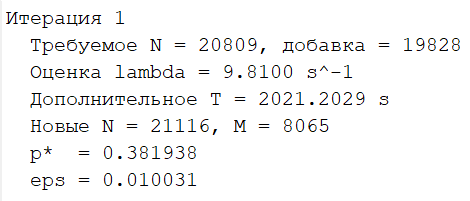 Итерация 1
Требуемое N = 20809, добавка = 19828
Оценка lambda = 9.8100 s^-1
Дополнительное T = 2021.2029 s
Новые N = 21116, M = 8065
p* = 0.381938
eps = 0.010031